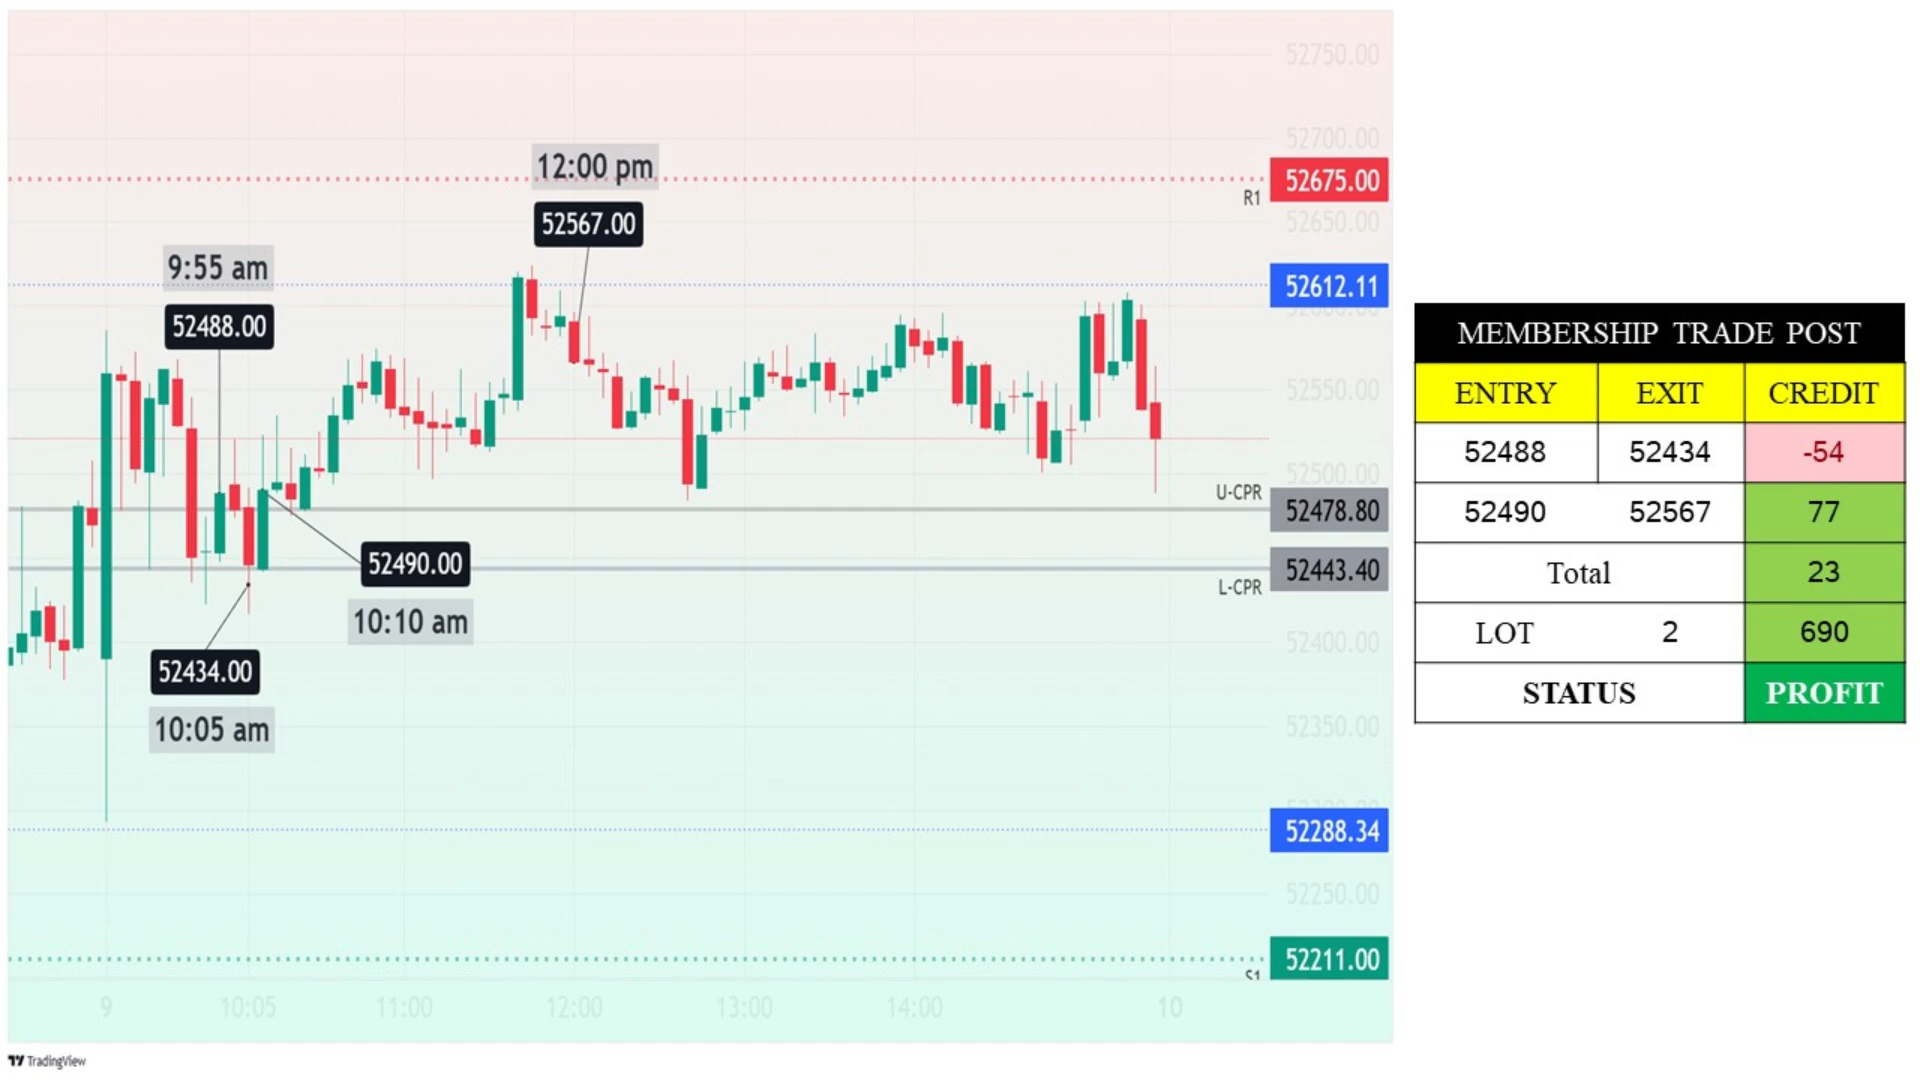 52750.00
52700.00
12:00 pm
52675.00
R1
52567.00
52650.00
9:55 am
52612.11
52488.00
52550.00
52500.00
U-CPR
52478.80
52490.00
52443.40
L-CPR
10:10 am
52400.00
52434.00
10:05 am
52350.00
52288.34
52250.00
52211.00
S1
9 10:05 11:00 12:00 13:00 14:00 10
TradingView
MEMBERSHIP TRADE POST
ENTRY EXIT CREDIT
52488 52434 -54
52490 52567 77
Total 23
LOT 2 690
STATUS PROFIT